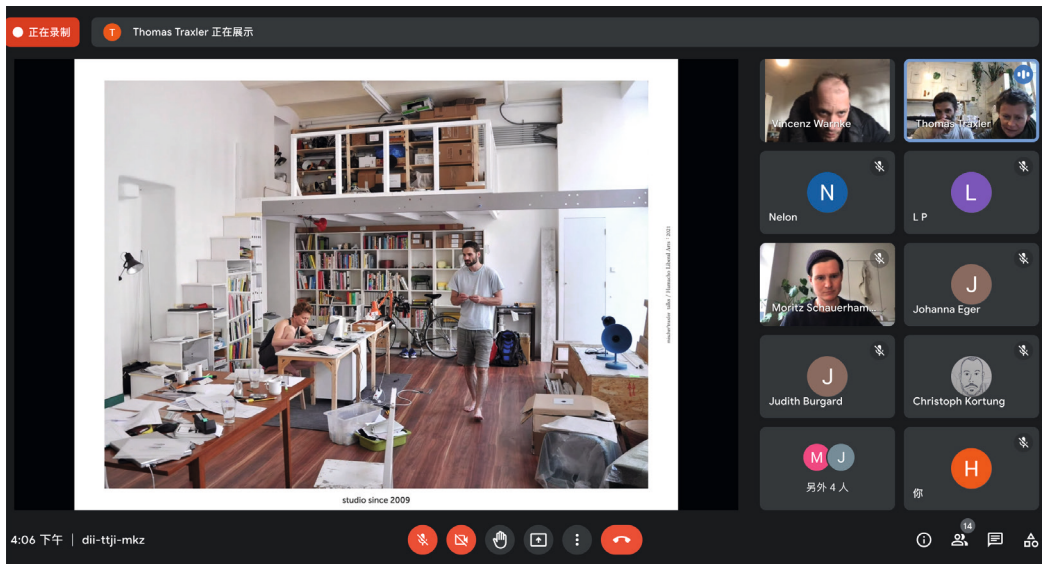 正在录制
T
Thomas Traxler 正在展示
studio since 2009
Vincenz Warnke
Thomas Traxler
N
Nelon
L
L P
Moritz Schauerham...
J
Johanna Eger
J
Judith Burgard
Christoph Kortung
M J
另外 4 人
H
你
4:06 下午 | dii-ttji-mkz
14